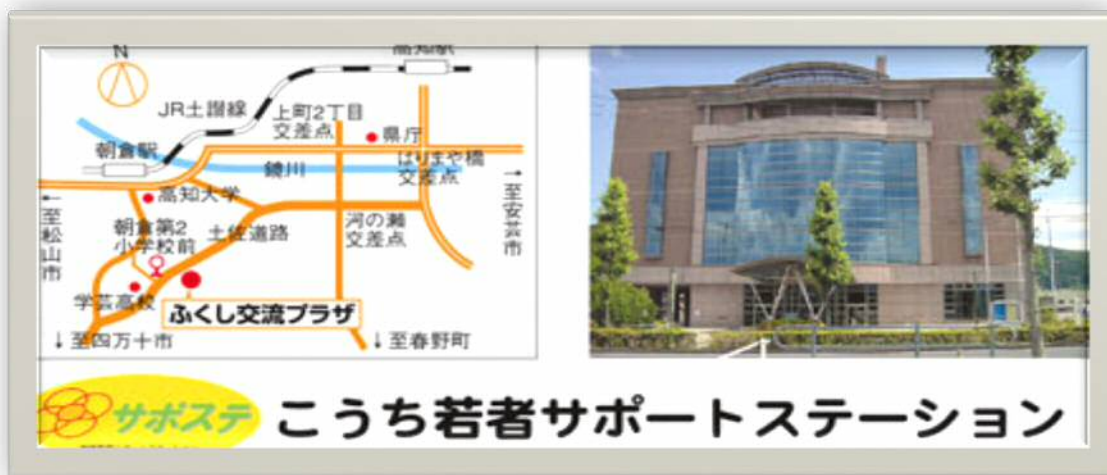 N
高知駅
JR土讃線
上町2丁目
交差点
県庁
朝倉駅
鏡川
はりまや橋
交差点
高知大学
←至松山市
→至安芸市
朝倉第2
小学校前
土佐道路
河の瀬
交差点
学芸高校
ふくし交流プラザ
↓至四万十市
↓至春野町
サポステ
こうち若者サポートステーション